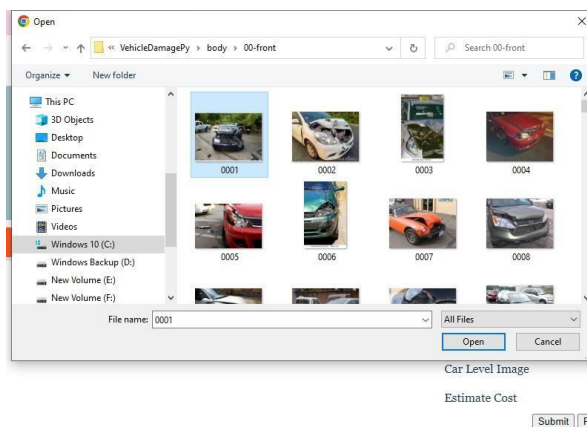 Open
VehicleDamagePy › body › 00-front
Search 00-front
Organize
New folder
This PC
3D Objects
Desktop
Documents
Downloads
Music
Pictures
Videos
Windows 10 (C:)
Windows Backup (D:)
New Volume (E:)
New Volume (F:)
0001
0002
0003
0004
0005
0006
0007
0008
File name: 0001
All Files
Open
Cancel
Car Level Image
Estimate Cost
Submit